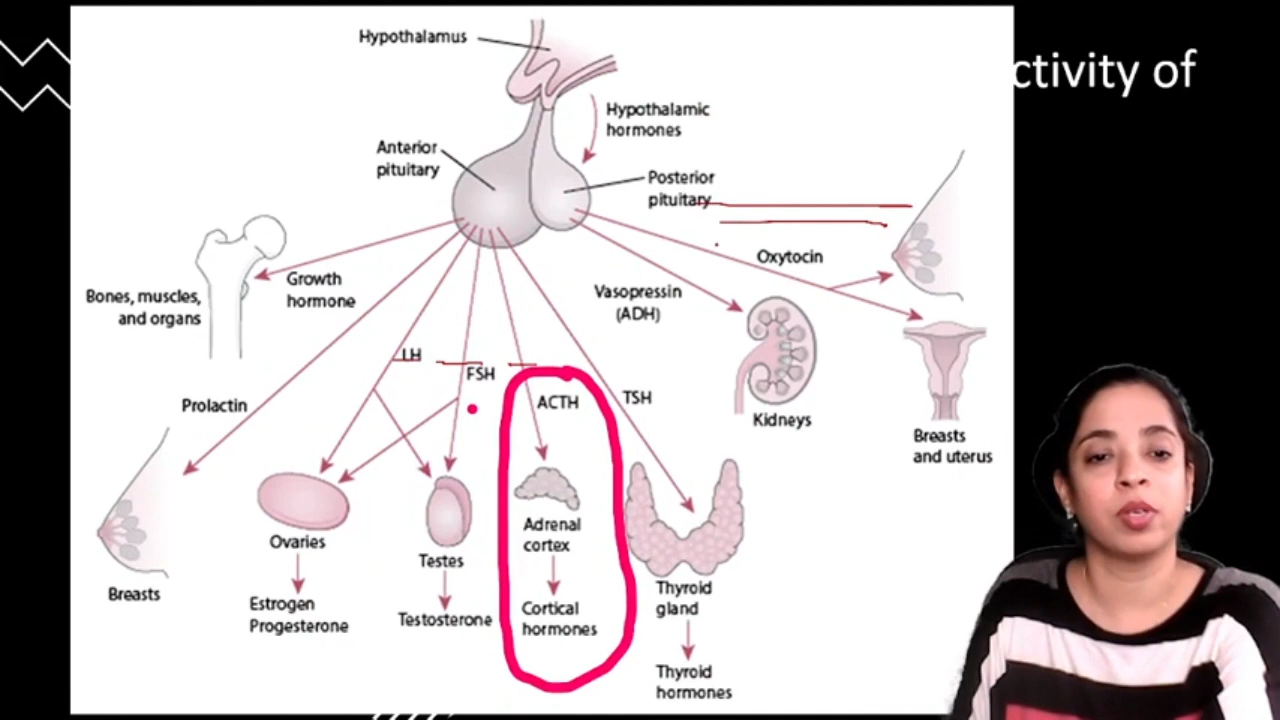 ctivity of
Hypothalamus
Hypothalamic
hormones
Anterior
pituitary
Posterior
pituitary
Growth
hormone
Bones, muscles,
and organs
Oxytocin
Vasopressin
(ADH)
LH
FSH
ACTH
TSH
Prolactin
Kidneys
Breasts
and uterus
Breasts
Ovaries
Estrogen
Progesterone
Testes
Testosterone
Adrenal
cortex
Cortical
hormones
Thyroid
gland
Thyroid
hormones